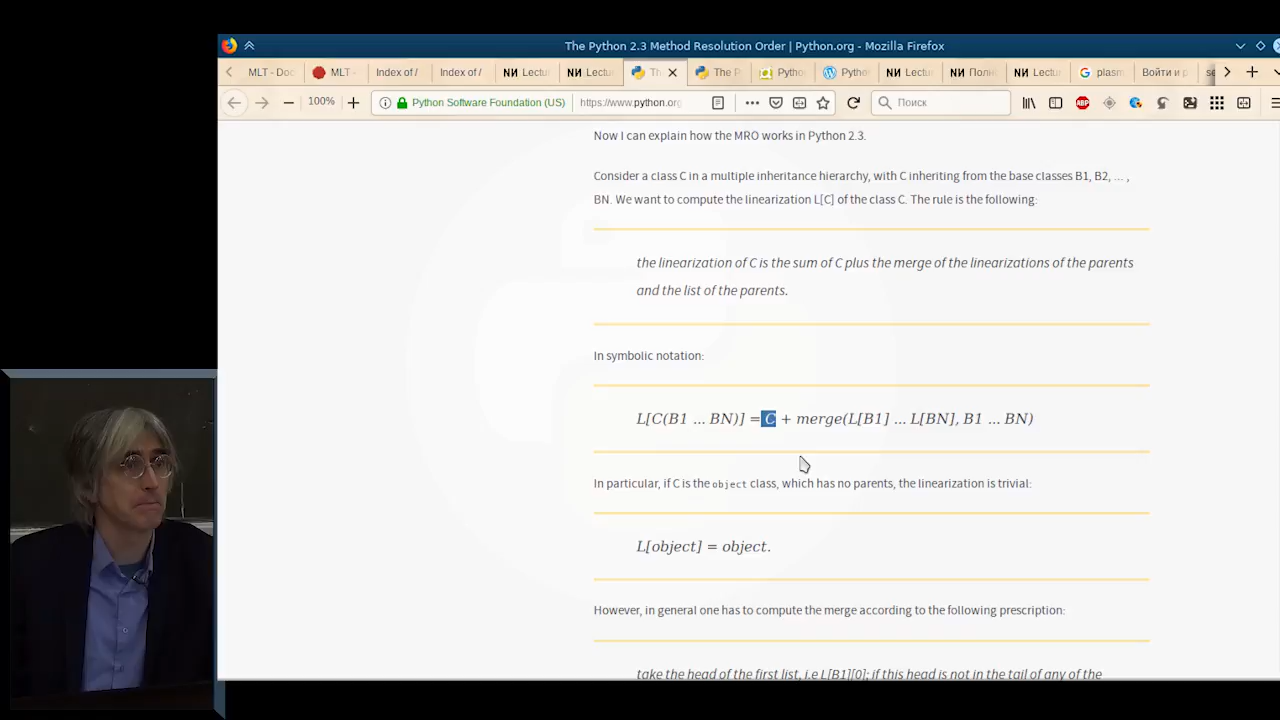 The Python 2.3 Method Resolution Order | Python.org - Mozilla Firefox
MLT - Doc
MLT -
Index of /
Index of /
Lectu
Lectu
Th
The P
Pytho
Pytho
Lectu
Полн
Lectu
plasm
Войти и р
se
100%
Python Software Foundation (US)
https://www.python.org
Поиск
Now I can explain how the MRO works in Python 2.3.
Consider a class C in a multiple inheritance hierarchy, with C inheriting from the base classes B1, B2, ... ,
BN. We want to compute the linearization L[C] of the class C. The rule is the following:
the linearization of C is the sum of C plus the merge of the linearizations of the parents
and the list of the parents.
In symbolic notation:
L[C(B1 ... BN)] = C + merge(L[B1] ... L[BN], B1 ... BN)
In particular, if C is the object class, which has no parents, the linearization is trivial:
L[object] = object.
However, in general one has to compute the merge according to the following prescription:
take the head of the first list, i.e L[B1][0]; if this head is not in the tail of any of the